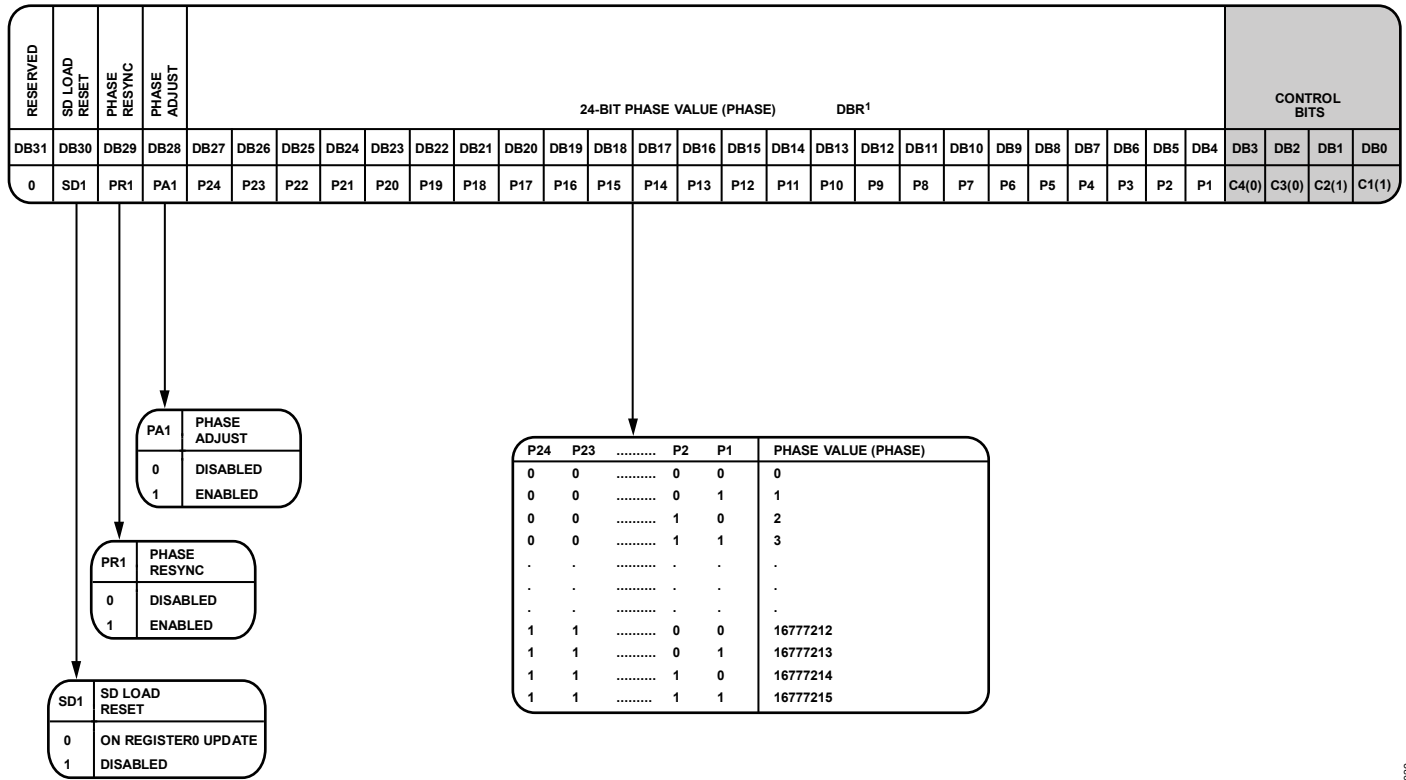 RESERVED
SD LOAD
RESET
PHASE
RESYNC
PHASE
ADJUST
24-BIT PHASE VALUE (PHASE) DBR1
CONTROL
BITS
DB31 DB30 DB29 DB28 DB27 DB26 DB25 DB24 DB23 DB22 DB21 DB20 DB19 DB18 DB17 DB16 DB15 DB14 DB13 DB12 DB11 DB10 DB9 DB8 DB7 DB6 DB5 DB4 DB3 DB2 DB1 DB0
0 SD1 PR1 PA1 P24 P23 P22 P21 P20 P19 P18 P17 P16 P15 P14 P13 P12 P11 P10 P9 P8 P7 P6 P5 P4 P3 P2 P1 C4(0) C3(0) C2(1) C1(1)
PA1 PHASE
ADJUST
0 DISABLED
1 ENABLED
PR1 PHASE
RESYNC
0 DISABLED
1 ENABLED
SD1 SD LOAD
RESET
0 ON REGISTER0 UPDATE
1 DISABLED
P24 P23 .......... P2 P1 PHASE VALUE (PHASE)
0 0 .......... 0 0 0
0 0 .......... 0 1 1
0 0 .......... 1 0 2
0 0 .......... 1 1 3
. . .......... . . .
. . .......... . . .
. . .......... . . .
1 1 .......... 0 0 16777212
1 1 .......... 0 1 16777213
1 1 .......... 1 0 16777214
1 1 ......... 1 1 16777215